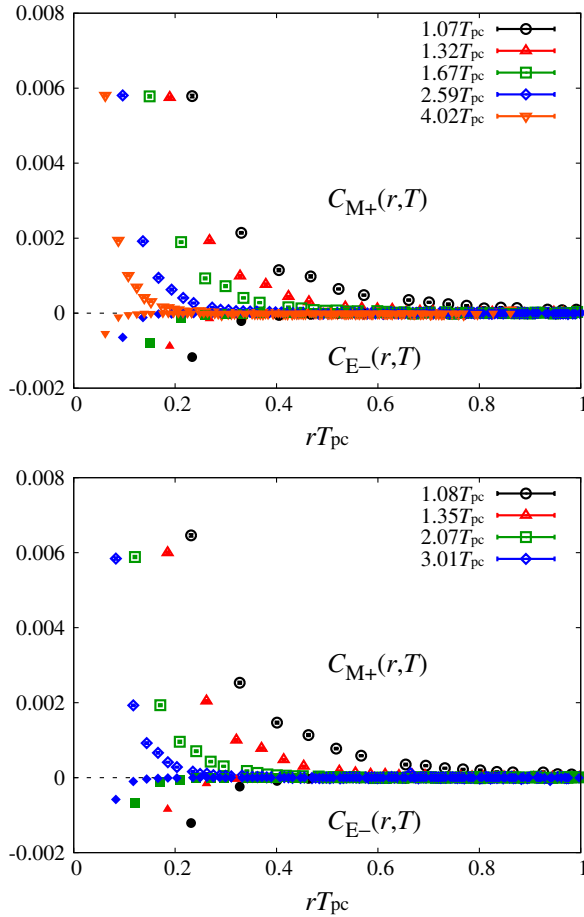 0.008
0.006
0.004
0.002
0
-0.002
0
0.2
0.4
0.6
0.8
1
1.07Tpc
1.32Tpc
1.67Tpc
2.59Tpc
4.02Tpc
CM+(r,T)
CE−(r,T)
rTpc
0.008
0.006
0.004
0.002
0
-0.002
0
0.2
0.4
0.6
0.8
1
1.08Tpc
1.35Tpc
2.07Tpc
3.01Tpc
CM+(r,T)
CE−(r,T)
rTpc